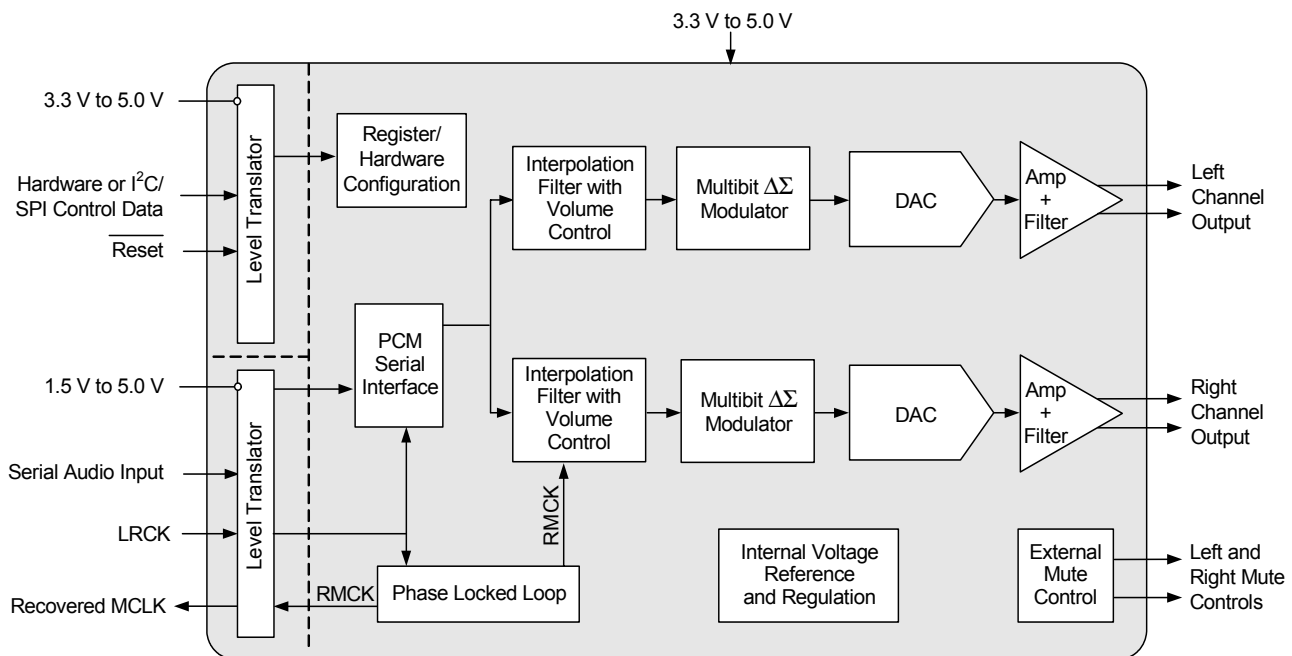 3.3 V to 5.0 V
3.3 V to 5.0 V
Hardware or I²C/
SPI Control Data
Reset
Level Translator
Register/
Hardware
Configuration
Interpolation
Filter with
Volume
Control
Multibit ΔΣ
Modulator
DAC
Amp
+
Filter
Left
Channel
Output
PCM
Serial
Interface
1.5 V to 5.0 V
Serial Audio Input
LRCK
Recovered MCLK
Level Translator
Interpolation
Filter with
Volume
Control
Multibit ΔΣ
Modulator
DAC
Amp
+
Filter
Right
Channel
Output
RMCK
RMCK
Phase Locked Loop
Internal Voltage
Reference
and Regulation
External
Mute
Control
Left and
Right Mute
Controls